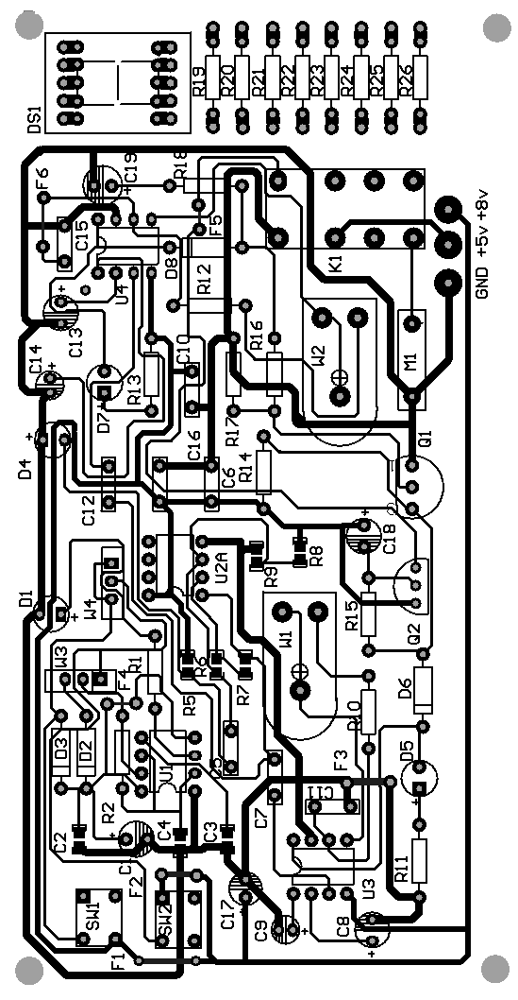 DS1
R19
R20
R21
R22
R23
R24
R25
R26
F6
C19
R18
C15
F5
+5v +8v
GND
K1
D8
U4
R12
C13
C14
C10
R16
W2
M1
D7
R13
R17
D4
C16
C6
R14
Q1
C12
C18
U2A
R9
R8
D1
W4
W1
R15
Q2
W3
F4
R1
R5
R6
R7
D6
D3
D2
U1
F3
D5
R2
C11
C7
C2
C4
C3
R11
F2
C17
U3
C9
C8
SW1
SW2
F1